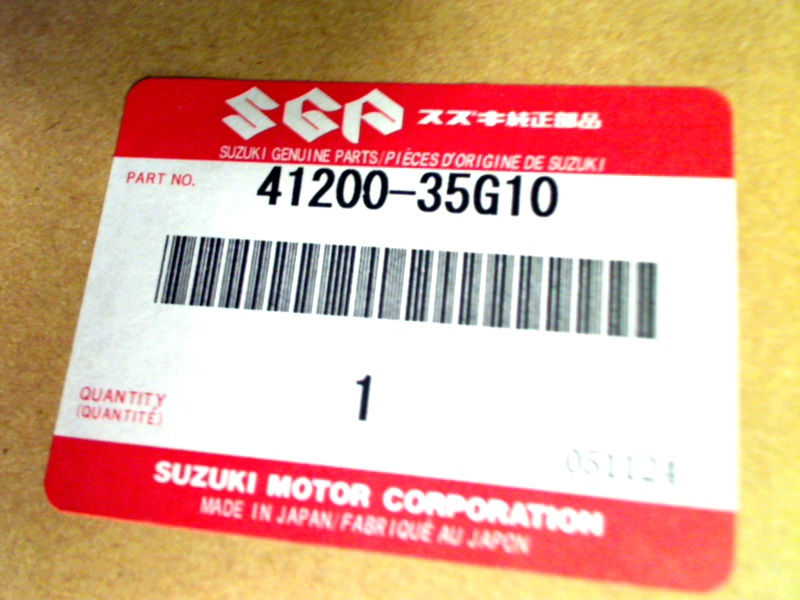 SGP スズキ純正部品
SUZUKI GENUINE PARTS/PIÈCES D'ORIGINE DE SUZUKI
PART NO. 41200-35G10
QUANTITY 1
(QUANTITÉ)
051124
SUZUKI MOTOR CORPORATION
MADE IN JAPAN/FABRIQUÉ AU JAPON